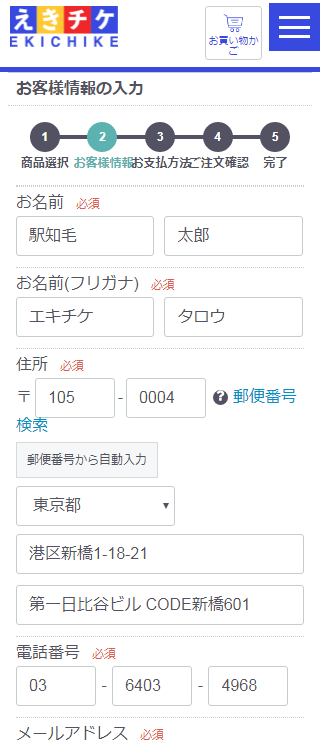 えきチケ
EKICHIKE
お買い物かご
お客様情報の入力
1 2 3 4 5
商品選択 お客様情報 お支払方法 ご注文確認 完了
お名前 必須
駅知毛 太郎
お名前(フリガナ) 必須
エキチケ タロウ
住所 必須
〒 105 - 0004 ? 郵便番号
検索
郵便番号から自動入力
東京都
港区新橋1-18-21
第一日比谷ビル CODE新橋601
電話番号 必須
03 - 6403 - 4968
メールアドレス 必須